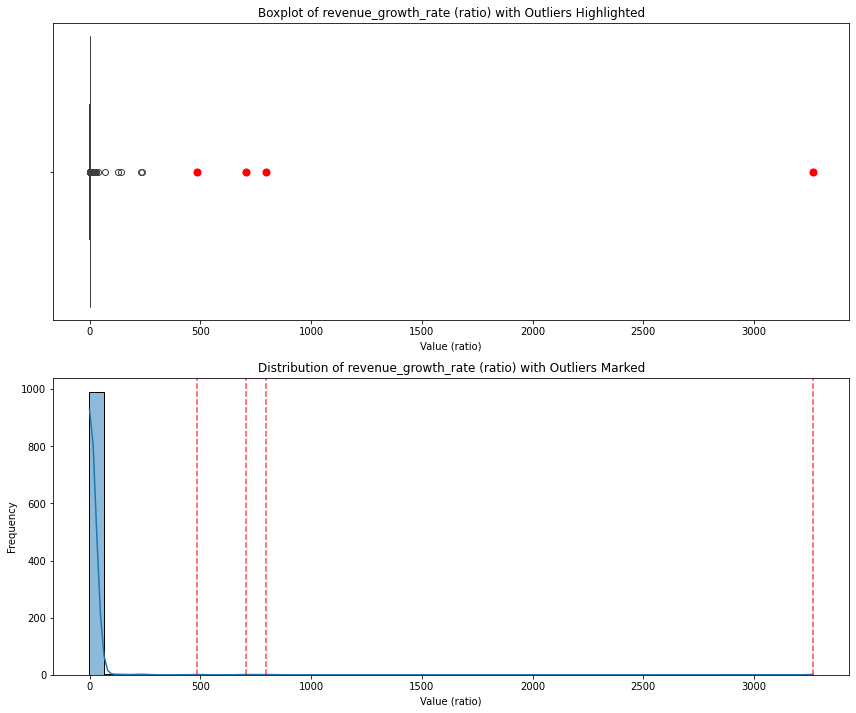 Boxplot of revenue_growth_rate (ratio) with Outliers Highlighted
0 500 1000 1500 2000 2500 3000
Value (ratio)
Distribution of revenue_growth_rate (ratio) with Outliers Marked
1000
800
600
400
200
0
Frequency
0 500 1000 1500 2000 2500 3000
Value (ratio)